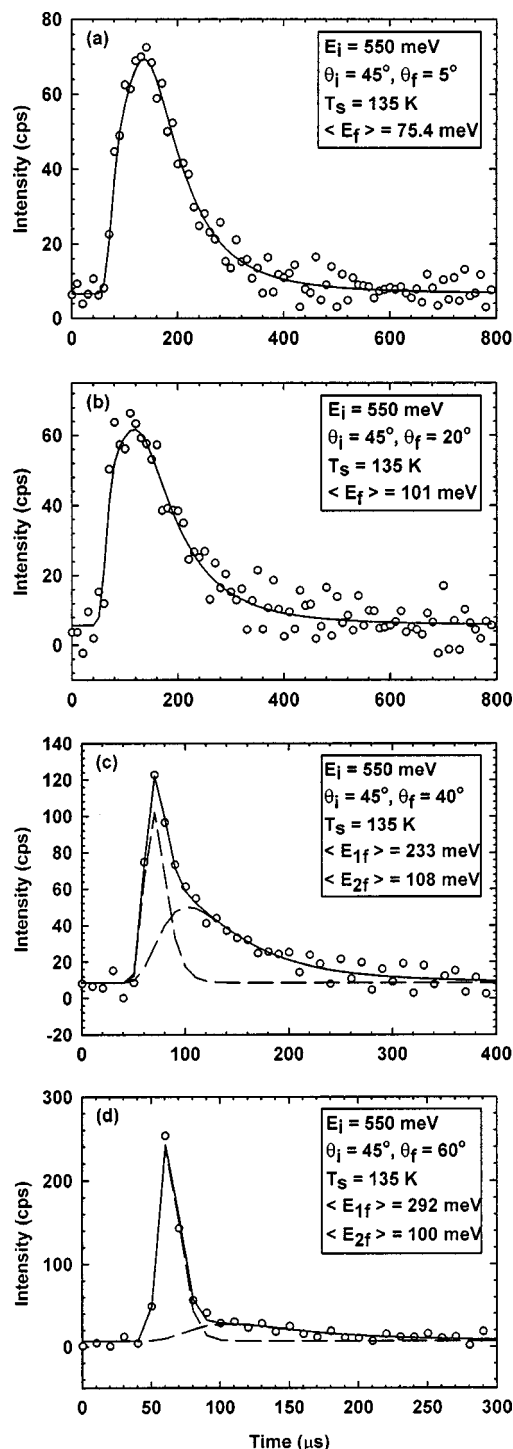 (a)
E_i = 550 meV
θ_i = 45°, θ_f = 5°
T_s = 135 K
< E_f > = 75.4 meV
Intensity (cps)
80
60
40
20
0
0 200 400 600 800
(b)
E_i = 550 meV
θ_i = 45°, θ_f = 20°
T_s = 135 K
< E_f > = 101 meV
Intensity (cps)
60
40
20
0
0 200 400 600 800
(c)
E_i = 550 meV
θ_i = 45°, θ_f = 40°
T_s = 135 K
< E_1f > = 233 meV
< E_2f > = 108 meV
Intensity (cps)
140
120
100
80
60
40
20
0
-20
0 100 200 300 400
(d)
E_i = 550 meV
θ_i = 45°, θ_f = 60°
T_s = 135 K
< E_1f > = 292 meV
< E_2f > = 100 meV
Intensity (cps)
300
200
100
0
0 50 100 150 200 250 300
Time (μs)